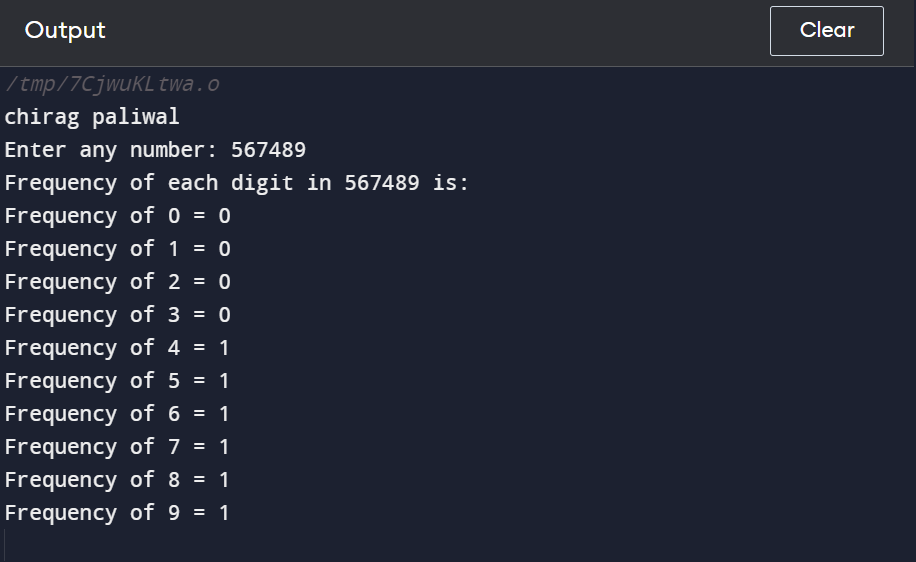 Output
Clear
/tmp/7CjwuKLtwa.o
chirag paliwal
Enter any number: 567489
Frequency of each digit in 567489 is:
Frequency of 0 = 0
Frequency of 1 = 0
Frequency of 2 = 0
Frequency of 3 = 0
Frequency of 4 = 1
Frequency of 5 = 1
Frequency of 6 = 1
Frequency of 7 = 1
Frequency of 8 = 1
Frequency of 9 = 1